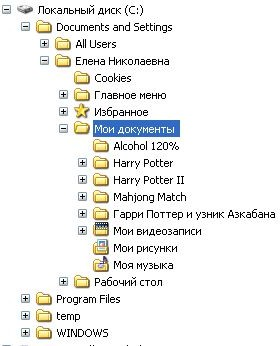 Локальный диск (C:)
Documents and Settings
All Users
Елена Николаевна
Cookies
Главное меню
Избранное
Мои документы
Alcohol 120%
Harry Potter
Harry Potter II
Mahjong Match
Гарри Поттер и узник Азкабана
Мои видеозаписи
Мои рисунки
Моя музыка
Рабочий стол
Program Files
temp
WINDOWS